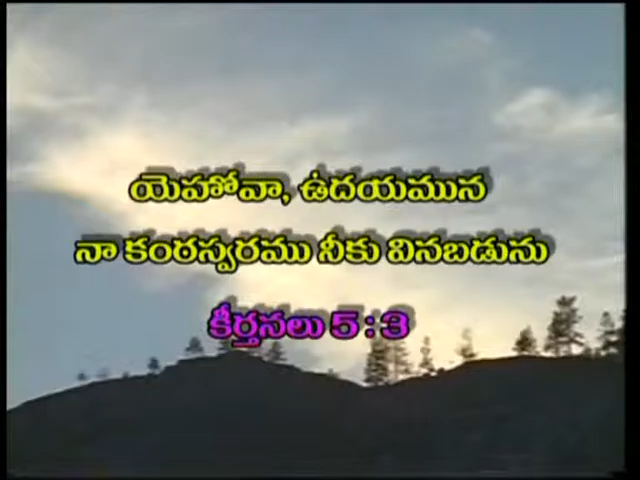 యెహోవా, ఉదయమున
నా కంఠస్వరము నీకు వినబడును
కీర్తనలు 5 : 3